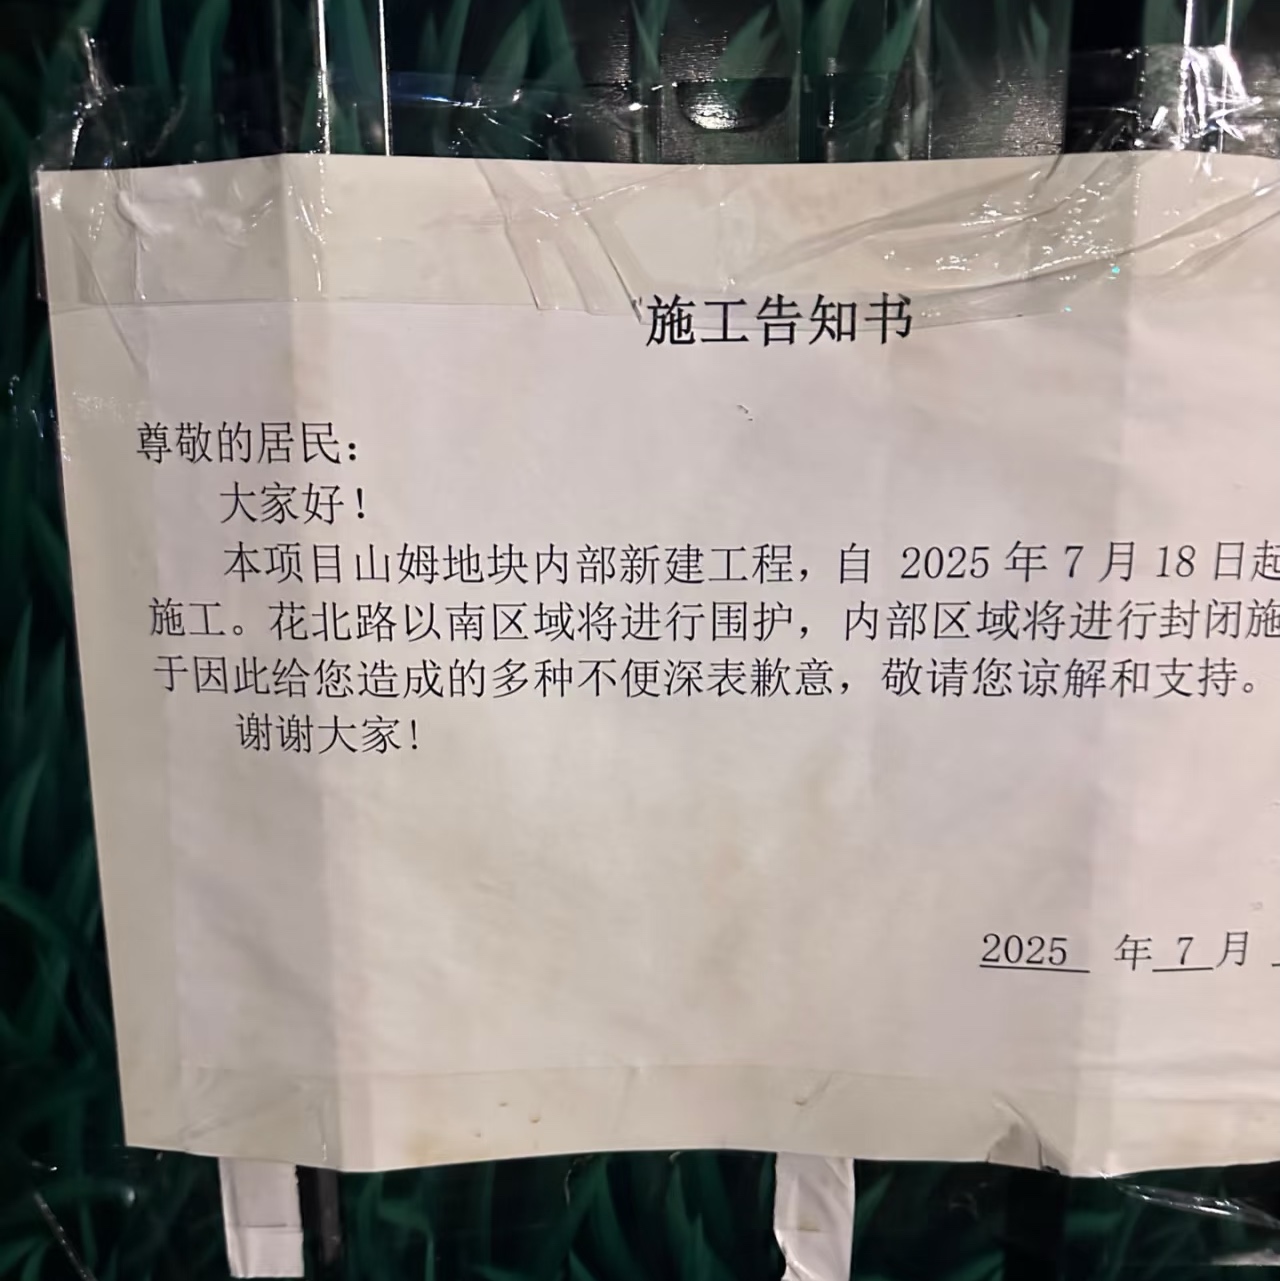 施工告知书
尊敬的居民：
大家好！
本项目山姆地块内部新建工程，自 2025 年 7 月 18 日起
施工。花北路以南区域将进行围护，内部区域将进行封闭施
于因此给您造成的多种不便深表歉意，敬请您谅解和支持。
谢谢大家！
2025 年 7 月